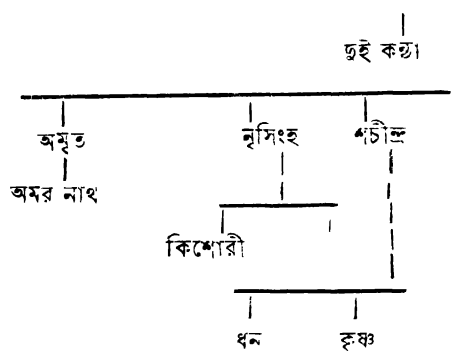 দুই কন্যা
অমৃত নৃসিংহ শচীন্দ্র
অমর নাথ
কিশোরী
ধন কৃষ্ণ